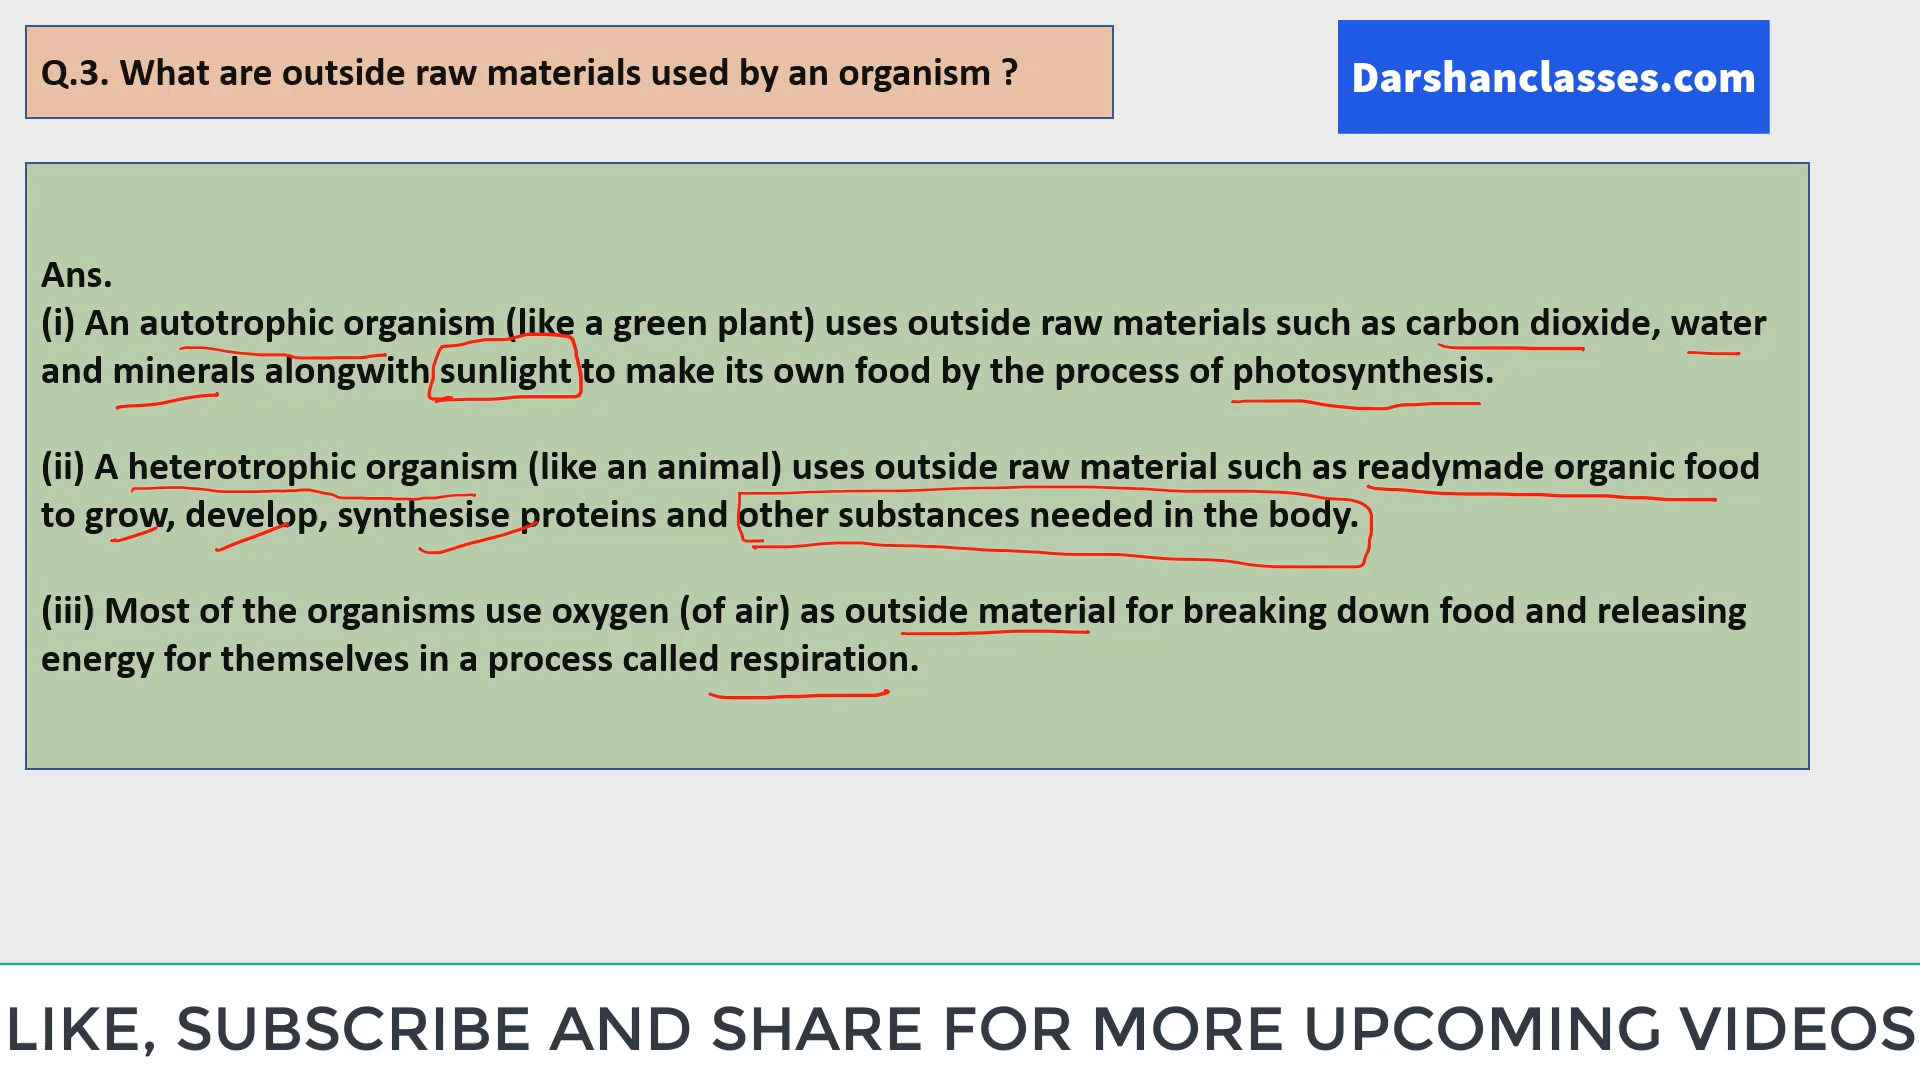 Q.3. What are outside raw materials used by an organism ?
Darshanclasses.com
Ans.
(i) An autotrophic organism (like a green plant) uses outside raw materials such as carbon dioxide, water
and minerals alongwith sunlight to make its own food by the process of photosynthesis.
(ii) A heterotrophic organism (like an animal) uses outside raw material such as readymade organic food
to grow, develop, synthesise proteins and other substances needed in the body.
(iii) Most of the organisms use oxygen (of air) as outside material for breaking down food and releasing
energy for themselves in a process called respiration.
LIKE, SUBSCRIBE AND SHARE FOR MORE UPCOMING VIDEOS